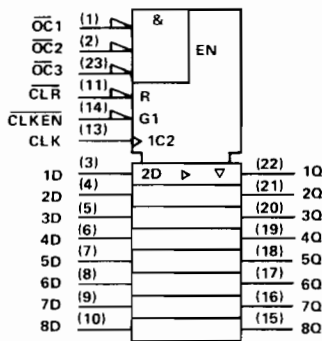 OC1 (1) &
OC2 (2) EN
OC3 (23)
CLR (11) R
CLKEN (14) G1
CLK (13) 1C2
1D (3) 2D (22) 1Q
2D (4) (21) 2Q
3D (5) (20) 3Q
4D (6) (19) 4Q
5D (7) (18) 5Q
6D (8) (17) 6Q
7D (9) (16) 7Q
8D (10) (15) 8Q